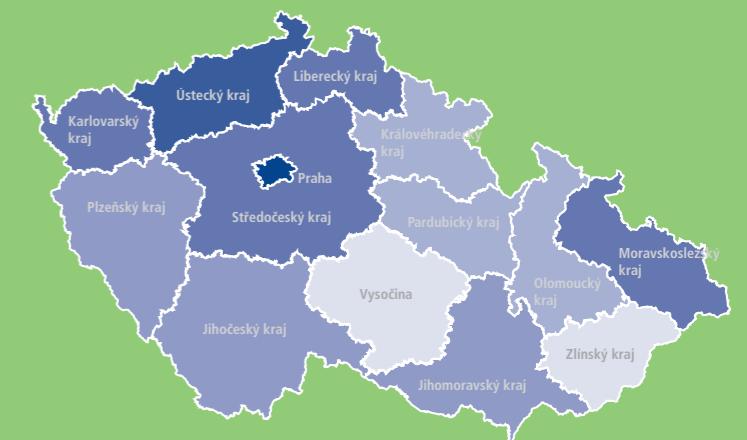 Liberecký kraj
Ústecký kraj
Karlovarský
kraj
Královéhradecký
kraj
Praha
Plzeňský kraj
Středočeský kraj
Pardubický kraj
Moravskoslezský
kraj
Olomoucký
kraj
Vysočina
Jihočeský kraj
Zlínský kraj
Jihomoravský kraj